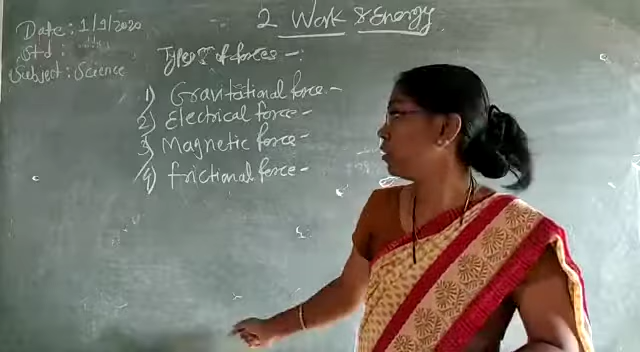 Date: 1/9/2020
Std:
Subject: Science
2 Work & Energy
Types of forces -:
1) Gravitational force. -
2) Electrical force -
3) Magnetic force -
4) frictional force -